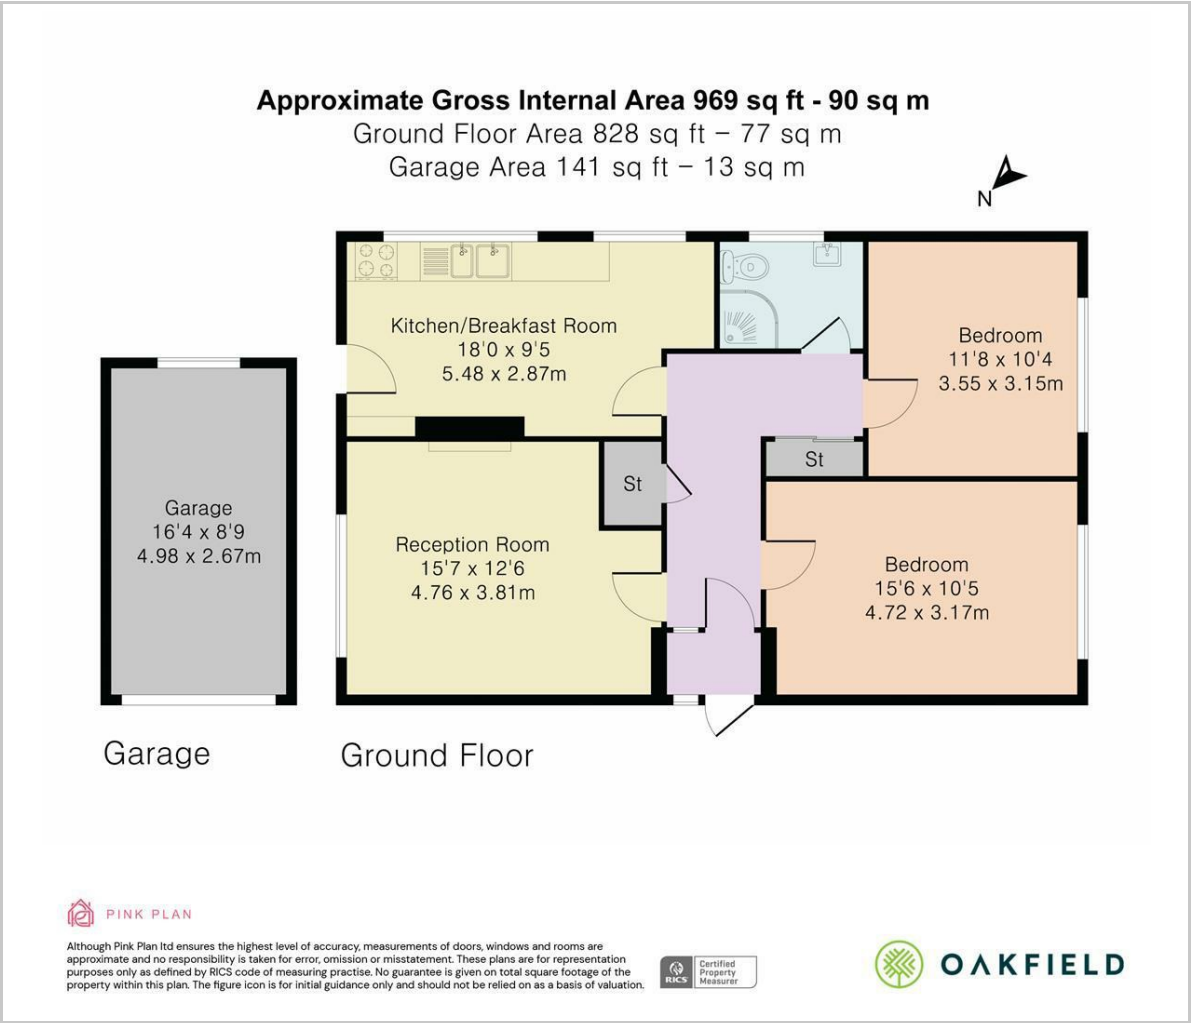 Approximate Gross Internal Area 969 sq ft - 90 sq m
Ground Floor Area 828 sq ft – 77 sq m
Garage Area 141 sq ft – 13 sq m
N
Kitchen/Breakfast Room
18'0 x 9'5
5.48 x 2.87m
Bedroom
11'8 x 10'4
3.55 x 3.15m
St
St
Garage
16'4 x 8'9
4.98 x 2.67m
Reception Room
15'7 x 12'6
4.76 x 3.81m
Bedroom
15'6 x 10'5
4.72 x 3.17m
Garage
Ground Floor
PINK PLAN
Although Pink Plan ltd ensures the highest level of accuracy, measurements of doors, windows and rooms are
approximate and no responsibility is taken for error, omission or misstatement. These plans are for representation
purposes only as defined by RICS code of measuring practise. No guarantee is given on total square footage of the
property within this plan. The figure icon is for initial guidance only and should not be relied on as a basis of valuation.
RICS
Certified
Property
Measurer
OAKFIELD